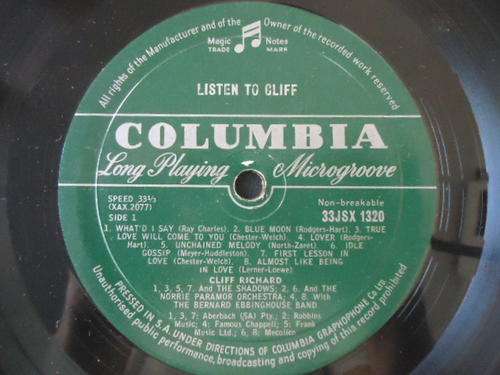 All rights of the Manufacturer and of the Owner of the recorded work reserved
Magic Notes
TRADE MARK
LISTEN TO CLIFF
COLUMBIA
Long Playing Microgroove
SPEED 33⅓
(XAX.2077)
SIDE 1
Non-breakable
33JSX 1320
1. WHAT'D I SAY (Ray Charles). 2. BLUE MOON (Rodgers-Hart). 3. TRUE
LOVE WILL COME TO YOU (Chester-Welch). 4. LOVER (Rodgers-
Hart). 5. UNCHAINED MELODY (North-Zaret). 6. IDLE
GOSSIP (Meyer-Huddleston). 7. FIRST LESSON IN
LOVE (Chester-Welch). 8. ALMOST LIKE BEING
IN LOVE (Lerner-Loewe).
CLIFF RICHARD
1, 3, 5, 7. And THE SHADOWS; 2, 6. And THE
NORRIE PARAMOR ORCHESTRA; 4, 8. With
THE BERNARD EBBINGHOUSE BAND
1, 3, 7; Aberbach (SA) Pty.; 2. Robbins
Music; 4; Famous Chappell; 5; Frank
Music Ltd.; 6, 8; Mecolico
UNAUTHORISED public performance, broadcasting and copying of this record prohibited
PRESSED IN S.A. UNDER DIRECTIONS OF COLUMBIA GRAPHOPHONE Co Ltd